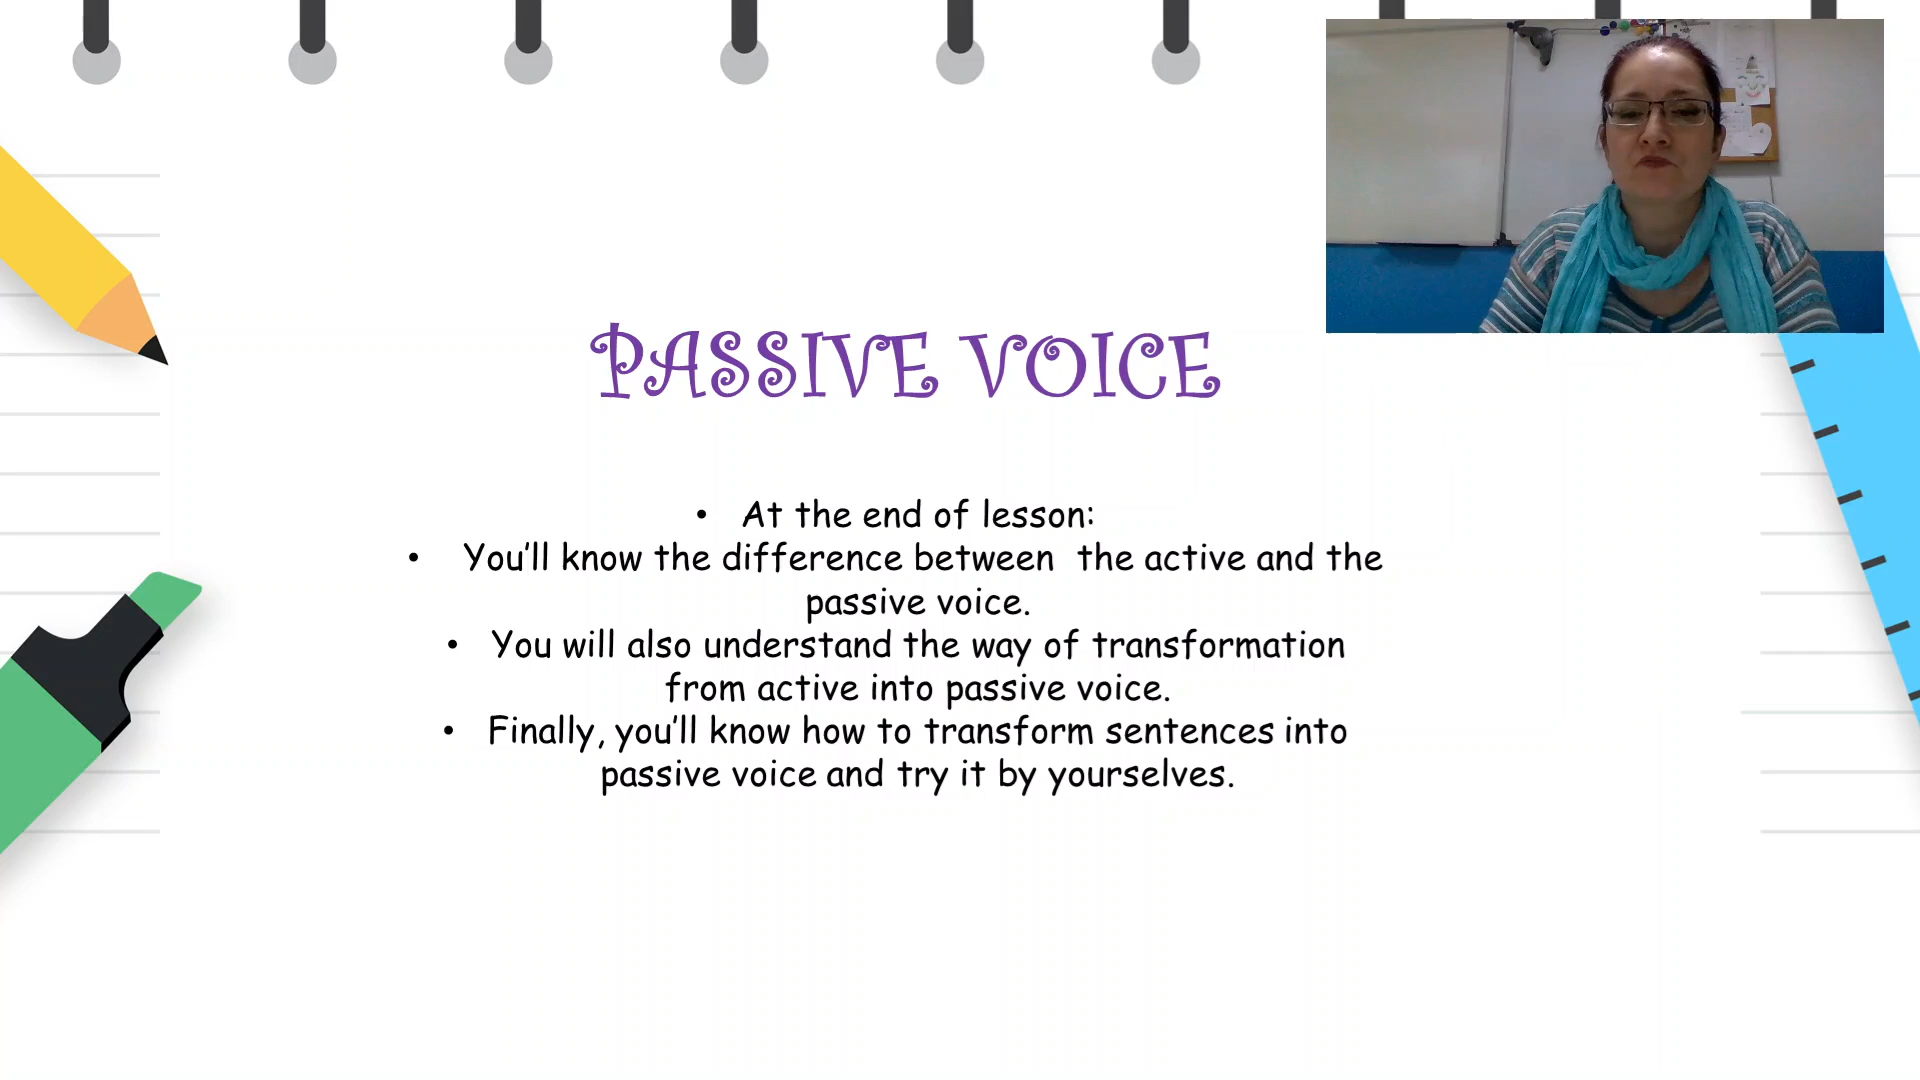 PASSIVE VOICE
• At the end of lesson:
• You'll know the difference between the active and the
passive voice.
• You will also understand the way of transformation
from active into passive voice.
• Finally, you'll know how to transform sentences into
passive voice and try it by yourselves.